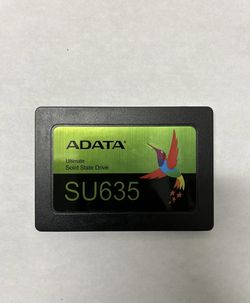 ADATA
Ultimate
Solid State Drive
SU635